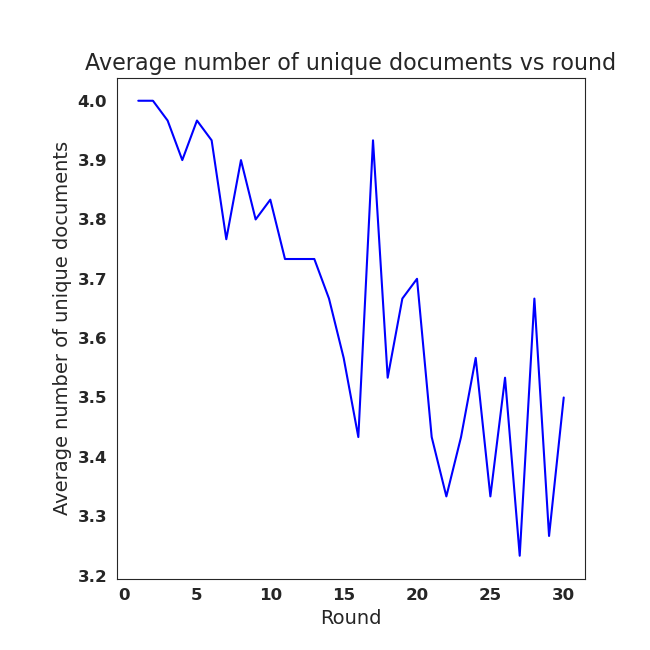 Average number of unique documents vs round
Average number of unique documents
4.0
3.9
3.8
3.7
3.6
3.5
3.4
3.3
3.2
0 5 10 15 20 25 30
Round